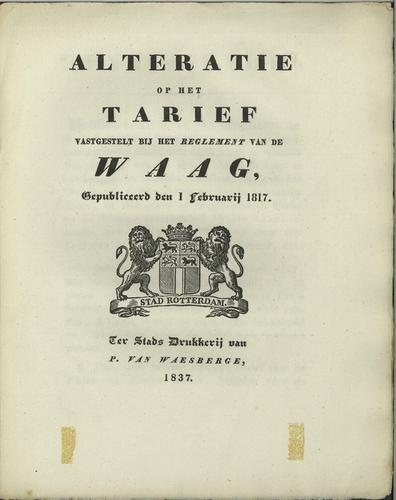 ALTERATIE
OP HET
TARIEF
VASTGESTELT BIJ HET REGLEMENT VAN DE
WAAG,
Gepubliceerd den 1 Februarij 1817.
STAD ROTTERDAM.
Ter Stads Drukkerij van
P. VAN WAESBERGE,
1837.